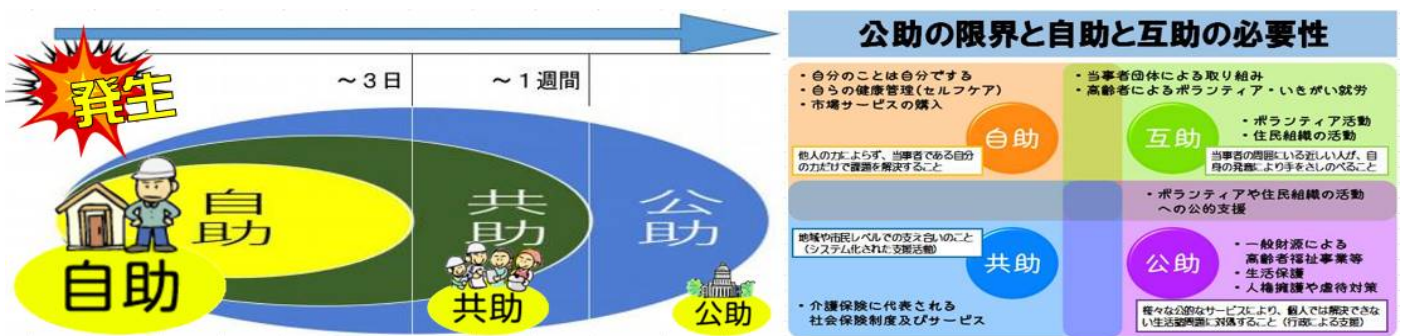 発生
～3日
～1週間
自助
共助
公助
自助
共助
公助
公助の限界と自助と互助の必要性
・自分のことは自分でする
・自らの健康管理(セルフケア)
・市場サービスの購入
自助
他人の力によらず、当事者である自分
の力だけで課題を解決すること
・当事者団体による取り組み
・高齢者によるボランティア・いきがい就労
・ボランティア活動
・住民組織の活動
互助
当事者の周囲にいる近しい人が、自
身の発意により手をさしのべること
・ボランティアや住民組織の活動
への公的支援
地域や市民レベルでの支え合いのこと
(システム化された支援活動)
共助
・介護保険に代表される
社会保険制度及びサービス
公助
・一般財源による
高齢者福祉事業等
・生活保護
・人権擁護や虐待対策
様々な公的なサービスにより、個人では解決できな
い生活諸問題に対処すること(行政による支援)